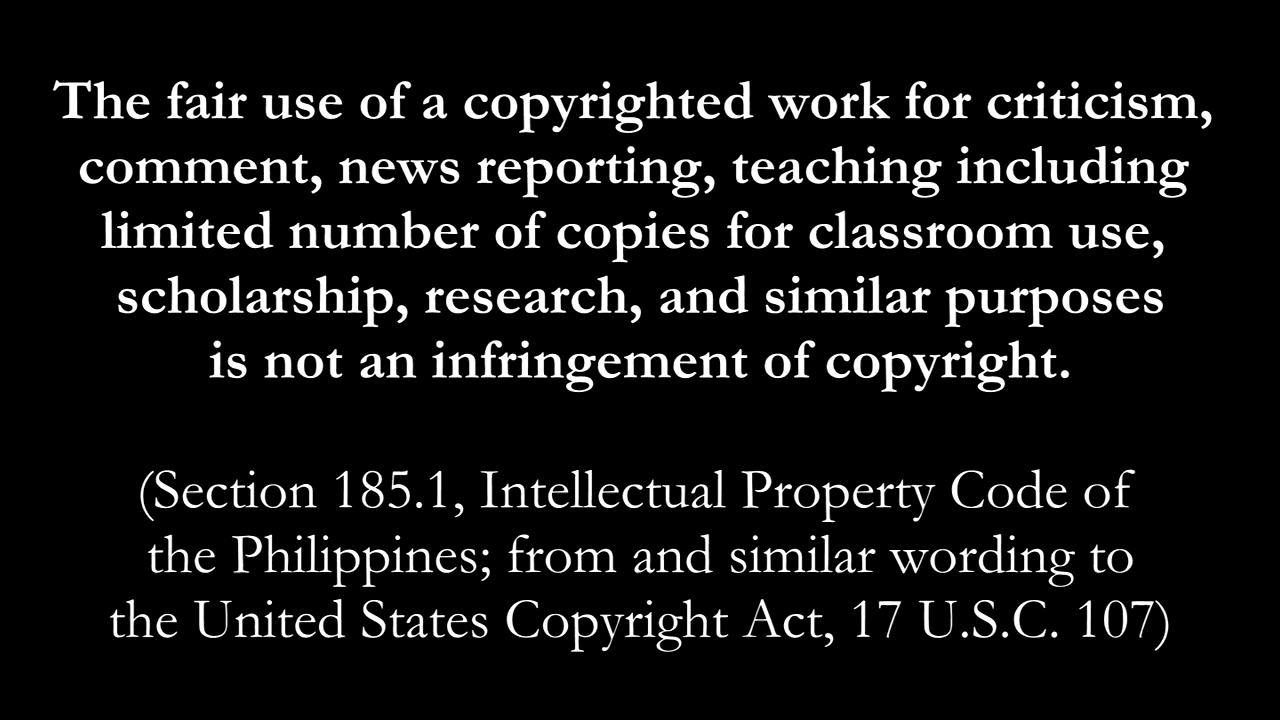 The fair use of a copyrighted work for criticism,
comment, news reporting, teaching including
limited number of copies for classroom use,
scholarship, research, and similar purposes
is not an infringement of copyright.
(Section 185.1, Intellectual Property Code of
the Philippines; from and similar wording to
the United States Copyright Act, 17 U.S.C. 107)